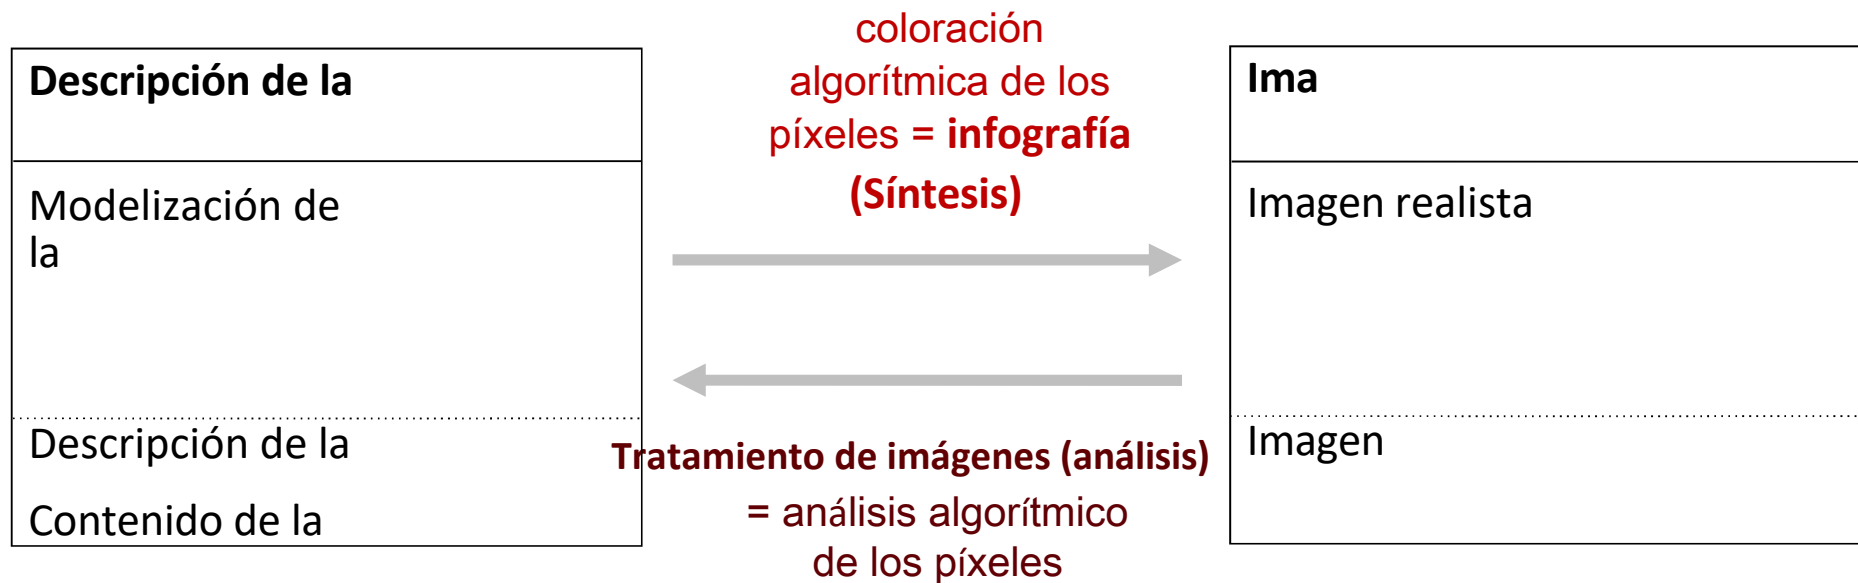 Descripción de la
Modelización de
la
Descripción de la
Contenido de la
coloración
algorítmica de los
píxeles = infografía
(Síntesis)
Tratamiento de imágenes (análisis)
= análisis algorítmico
de los píxeles
Ima
Imagen realista
Imagen